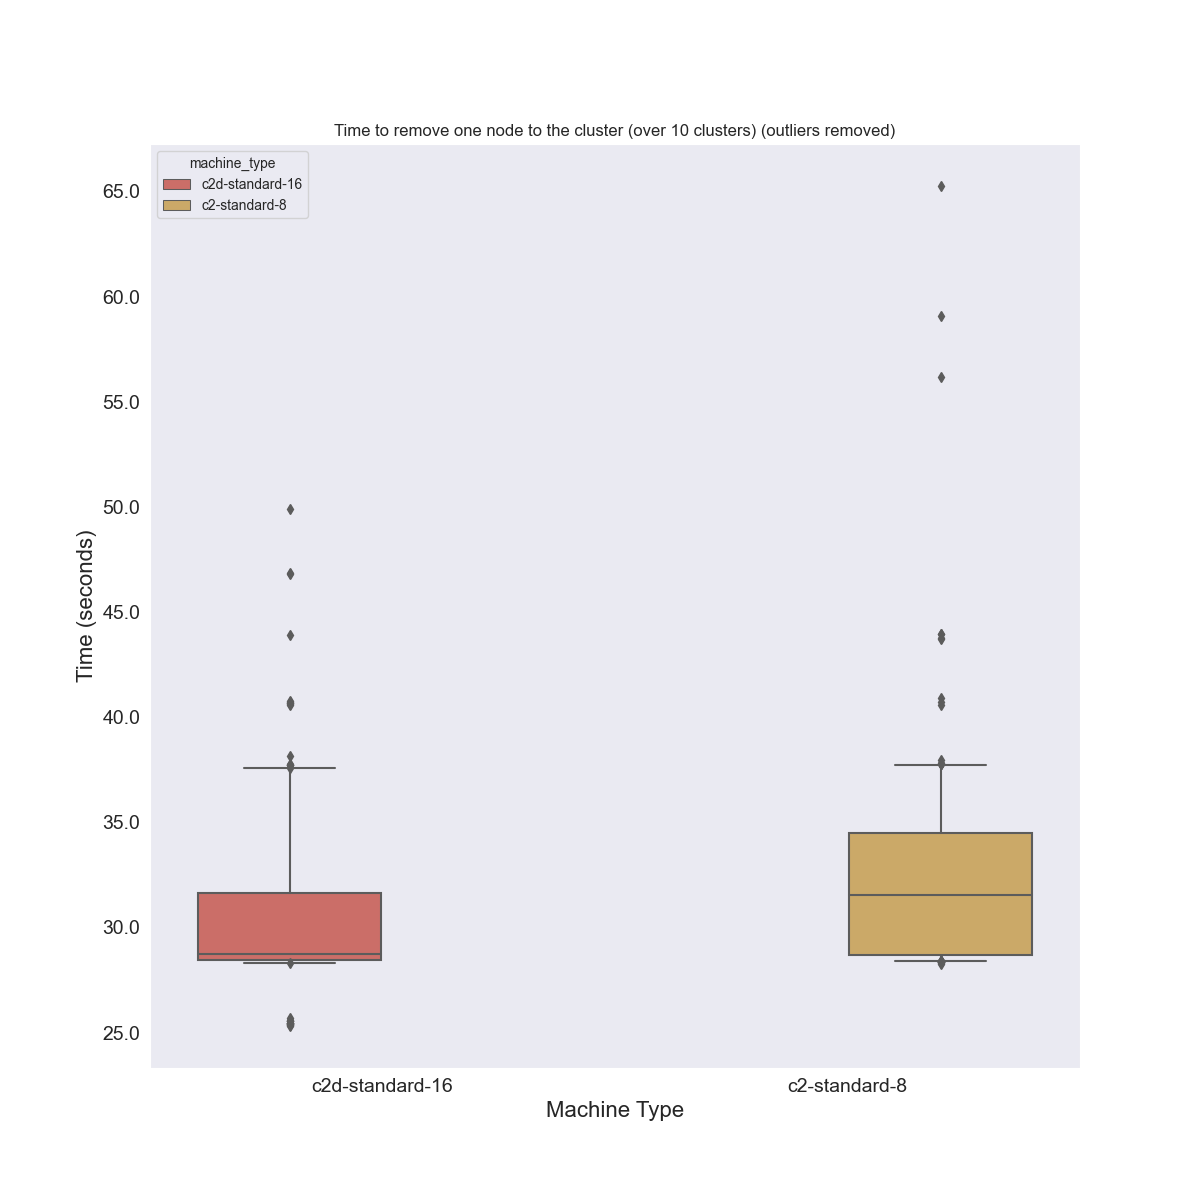 Time to remove one node to the cluster (over 10 clusters) (outliers removed)
machine_type
c2d-standard-16
c2-standard-8
65.0
60.0
55.0
50.0
45.0
40.0
35.0
30.0
25.0
Time (seconds)
c2d-standard-16
c2-standard-8
Machine Type